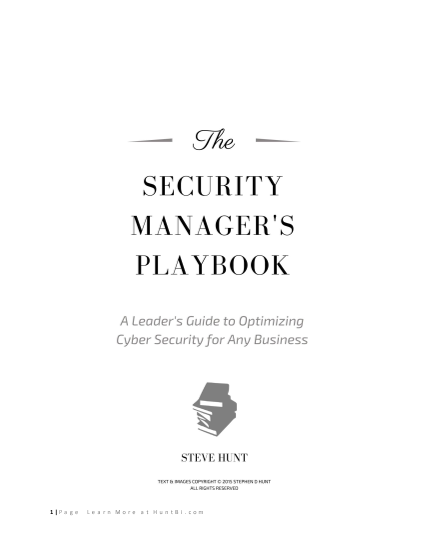 The
SECURITY
MANAGER'S
PLAYBOOK
A Leader's Guide to Optimizing
Cyber Security for Any Business
STEVE HUNT
TEXT & IMAGES COPYRIGHT © 2015 STEPHEN D HUNT
ALL RIGHTS RESERVED
1 | Page Learn More at HuntBI.com